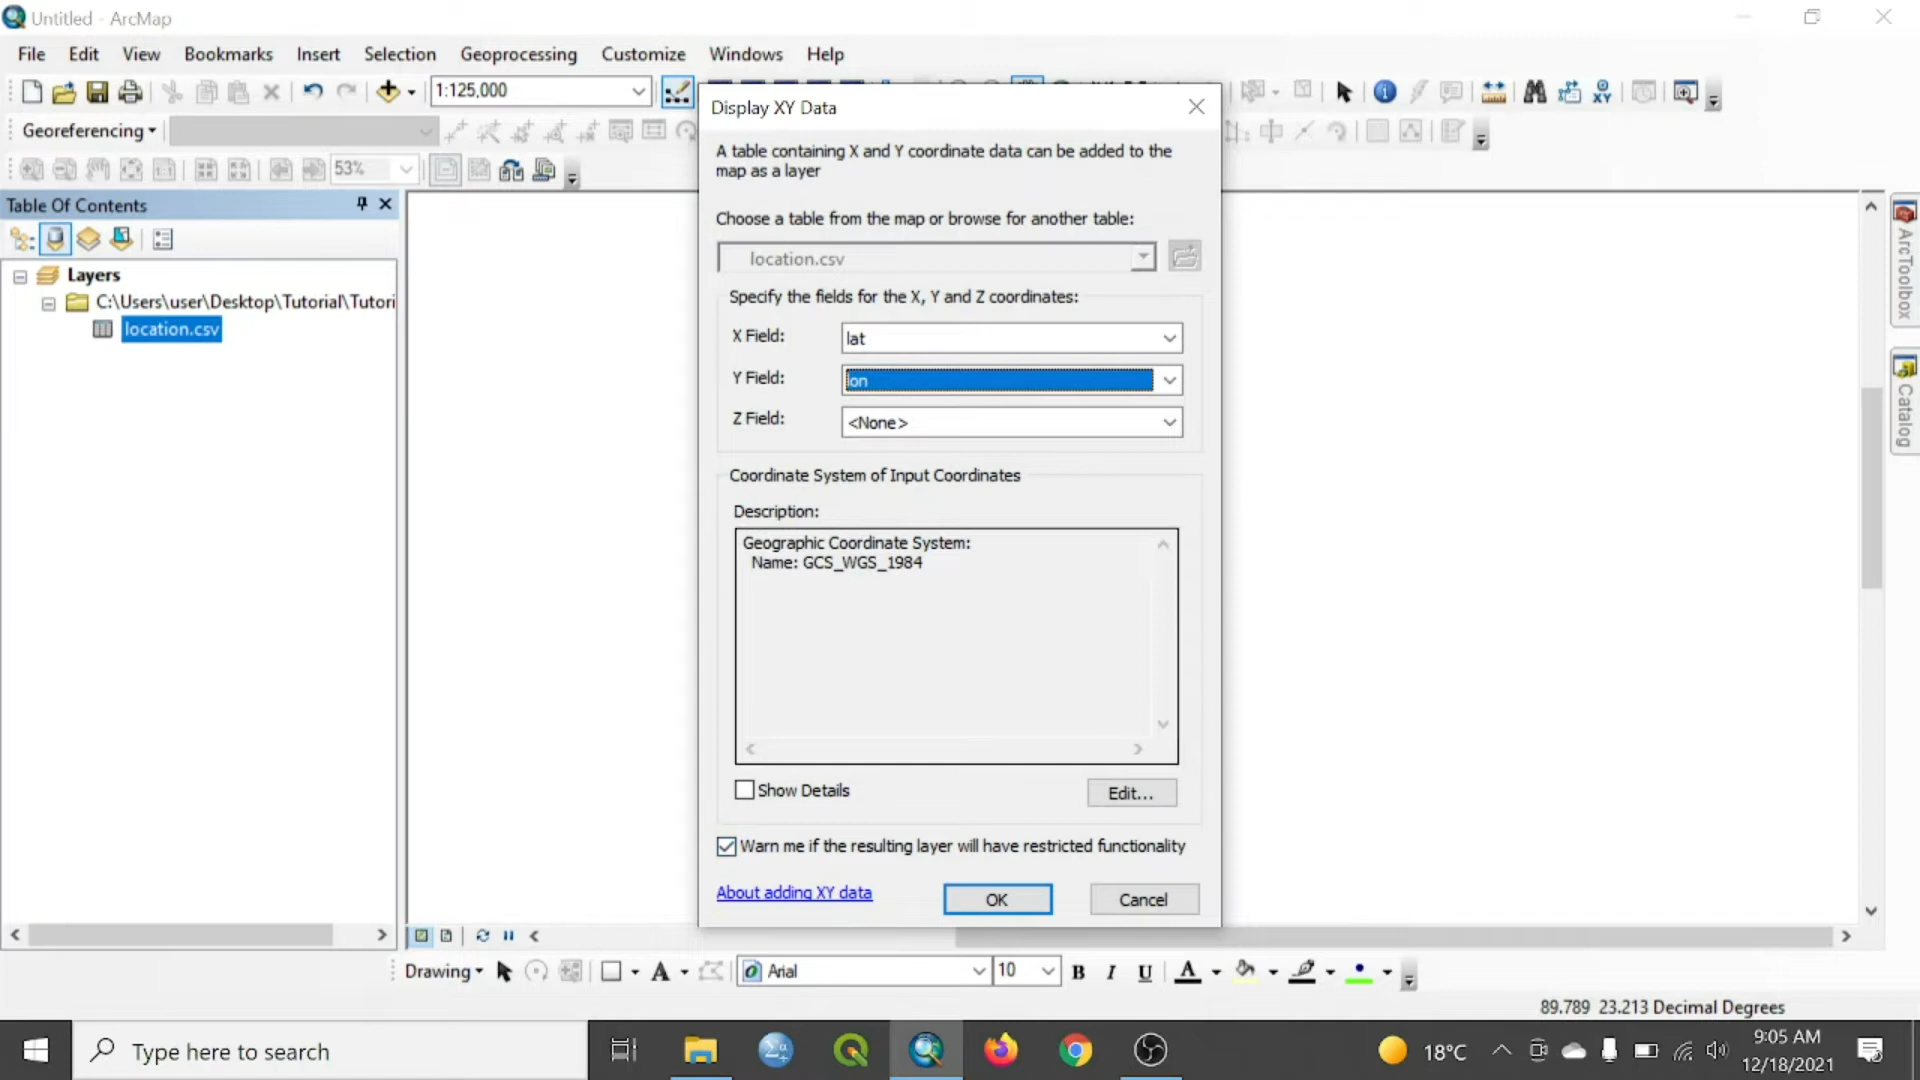 Untitled - ArcMap
File Edit View Bookmarks Insert Selection Geoprocessing Customize Windows Help
1:125,000
Georeferencing
53%
Table Of Contents
Layers
C:\Users\user\Desktop\Tutorial\Tutori
location.csv
Display XY Data
A table containing X and Y coordinate data can be added to the
map as a layer
Choose a table from the map or browse for another table:
location.csv
Specify the fields for the X, Y and Z coordinates:
X Field: lat
Y Field: lon
Z Field: <None>
Coordinate System of Input Coordinates
Description:
Geographic Coordinate System:
Name: GCS_WGS_1984
Show Details
Edit...
Warn me if the resulting layer will have restricted functionality
About adding XY data
OK
Cancel
ArcToolbox
Catalog
Drawing A Arial 10 B I U A
89.789 23.213 Decimal Degrees
Type here to search
18°C
9:05 AM
12/18/2021